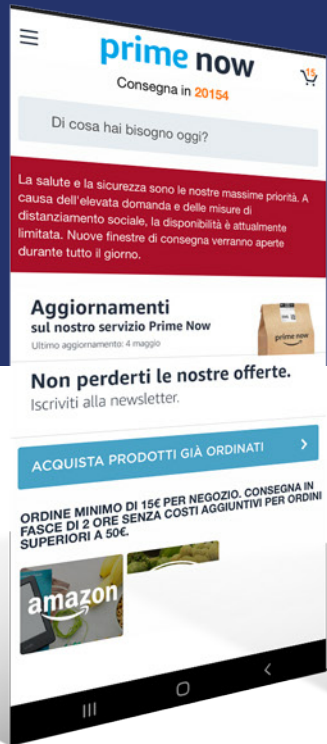 prime now
15
Consegna in 20154
Di cosa hai bisogno oggi?
La salute e la sicurezza sono le nostre massime priorità. A
causa dell'elevata domanda e delle misure di
distanziamento sociale, la disponibilità è attualmente
limitata. Nuove finestre di consegna verranno aperte
durante tutto il giorno.
Aggiornamenti
sul nostro servizio Prime Now
Ultimo aggiornamento: 4 maggio
prime now
Non perderti le nostre offerte.
Iscriviti alla newsletter.
ACQUISTA PRODOTTI GIÀ ORDINATI
ORDINE MINIMO DI 15€ PER NEGOZIO. CONSEGNA IN
FASCE DI 2 ORE SENZA COSTI AGGIUNTIVI PER ORDINI
SUPERIORI A 50€.
amazon